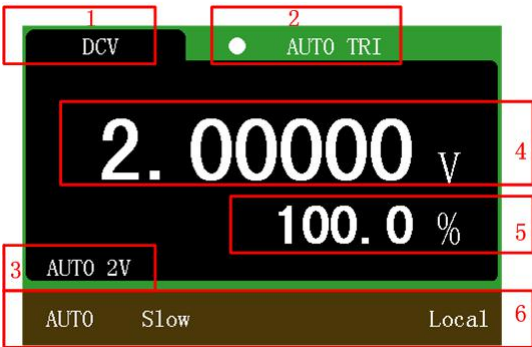 1 2
DCV AUTO TRI
2.00000 V 4
100.0 % 5
3 AUTO 2V
AUTO Slow Local 6